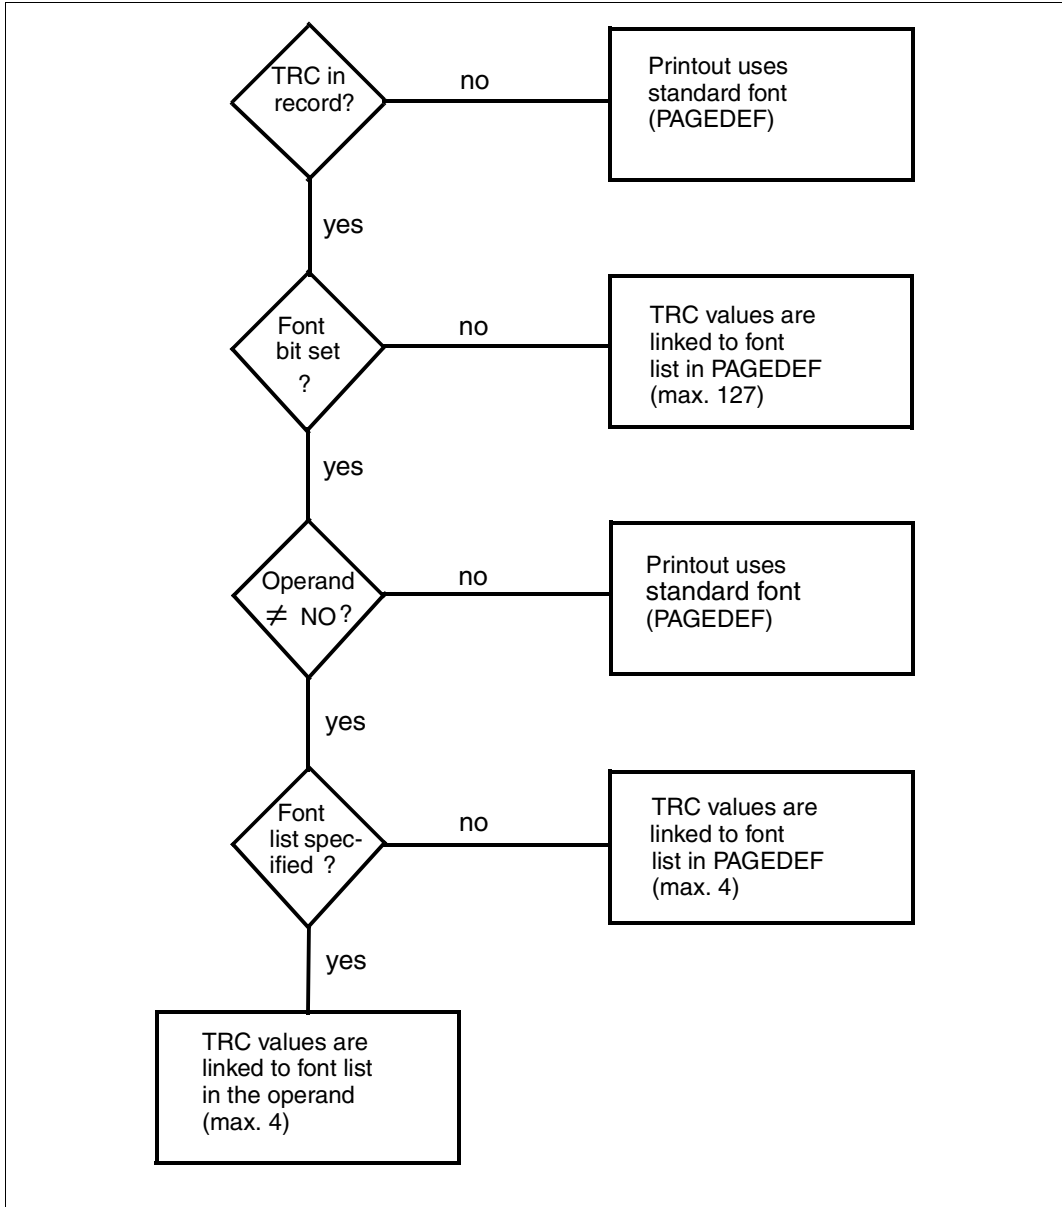 TRC in
record?
no
Printout uses
standard font
(PAGEDEF)
yes
Font
bit set
?
no
TRC values are
linked to font
list in PAGEDEF
(max. 127)
yes
Operand
≠ NO?
no
Printout uses
standard font
(PAGEDEF)
yes
Font
list spec-
ified ?
no
TRC values are
linked to font
list in PAGEDEF
(max. 4)
yes
TRC values are
linked to font list
in the operand
(max. 4)